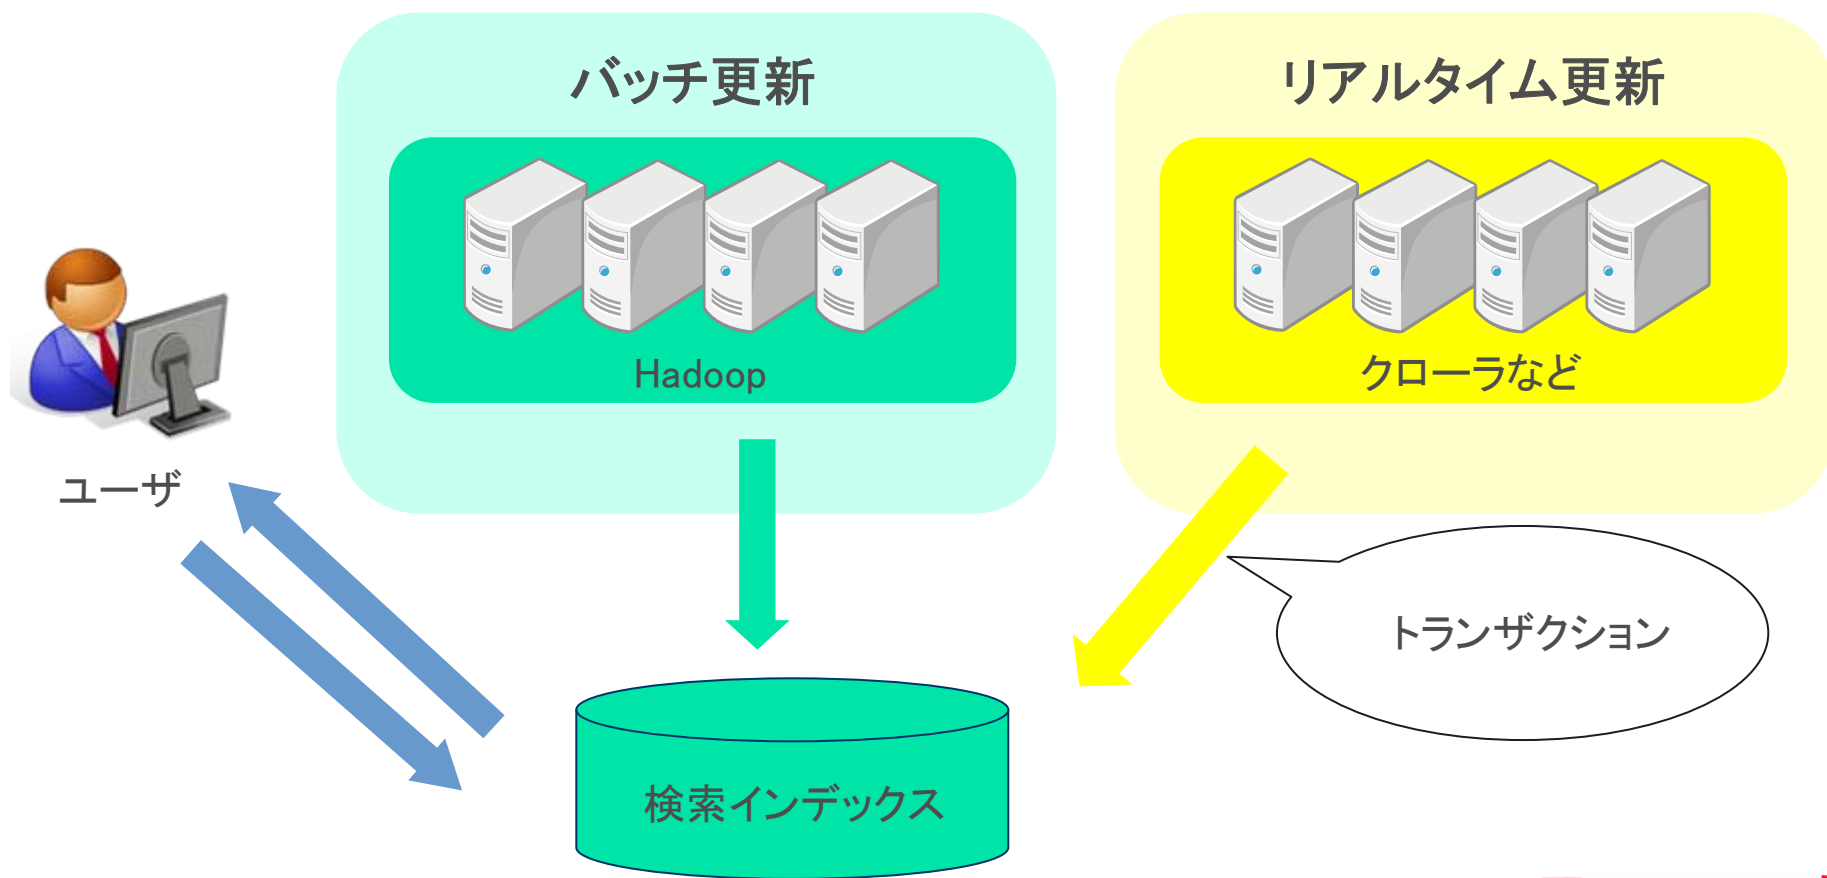 バッチ更新
リアルタイム更新
Hadoop
クローラなど
ユーザ
トランザクション
検索インデックス